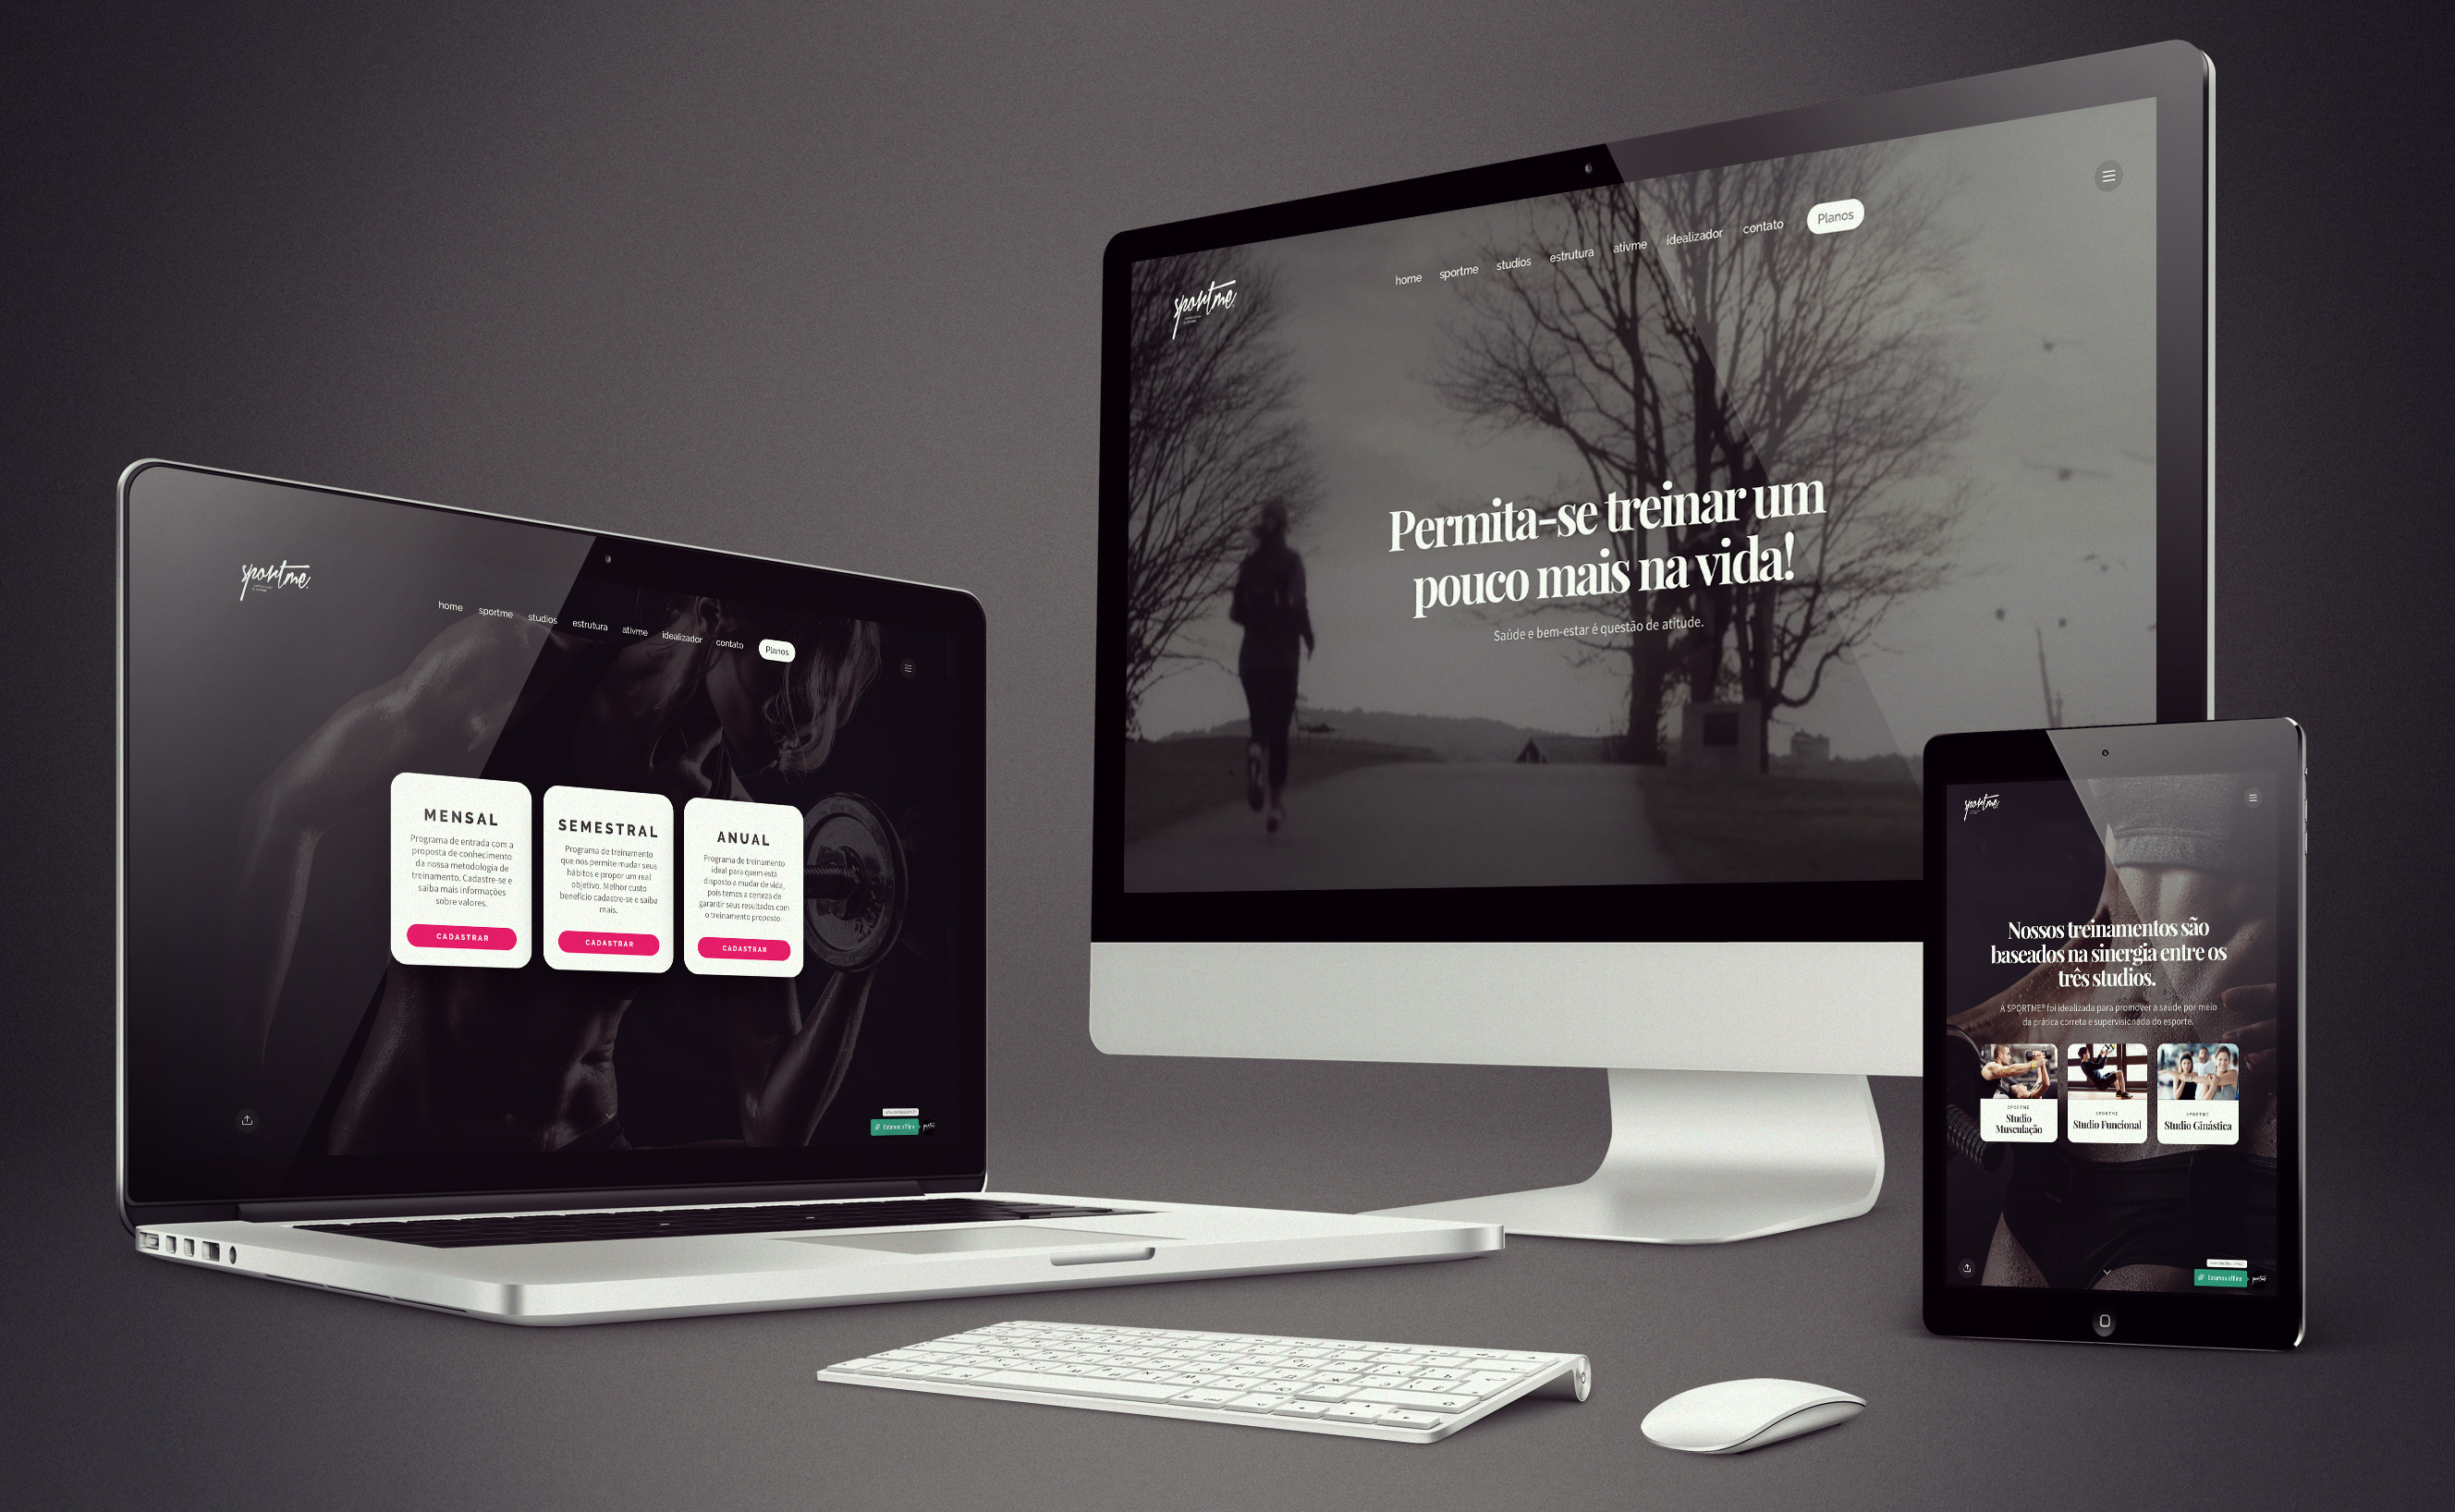 sportme
home sportme studios estrutura ativme idealizador contato Planos
Permita-se treinar um
pouco mais na vida!
Saúde e bem-estar é questão de atitude.
sportme
home sportme studios estrutura ativme idealizador contato Planos
MENSAL
Programa de entrada com a
proposta de conhecimento
da nossa metodologia de
treinamento. Cadastre-se e
saiba mais informações
sobre valores.
CADASTRAR
SEMESTRAL
Programa de treinamento
que nos permite mudar seus
hábitos e propor um real
objetivo. Melhor custo
benefício cadastre-se e saiba
mais.
CADASTRAR
ANUAL
Programa de treinamento
ideal para quem está
disposto a mudar de vida,
pois temos a certeza de
garantir seus resultados com
o treinamento proposto.
CADASTRAR
Estamos offline
sportme
sportme
Nossos treinamentos são
baseados na sinergia entre os
três studios.
A SPORTME® foi idealizada para promover a saúde por meio
da prática correta e supervisionada do esporte.
SPORTME
Studio
Musculação
SPORTME
Studio Funcional
SPORTME
Studio Ginástica
Estamos offline
sportme